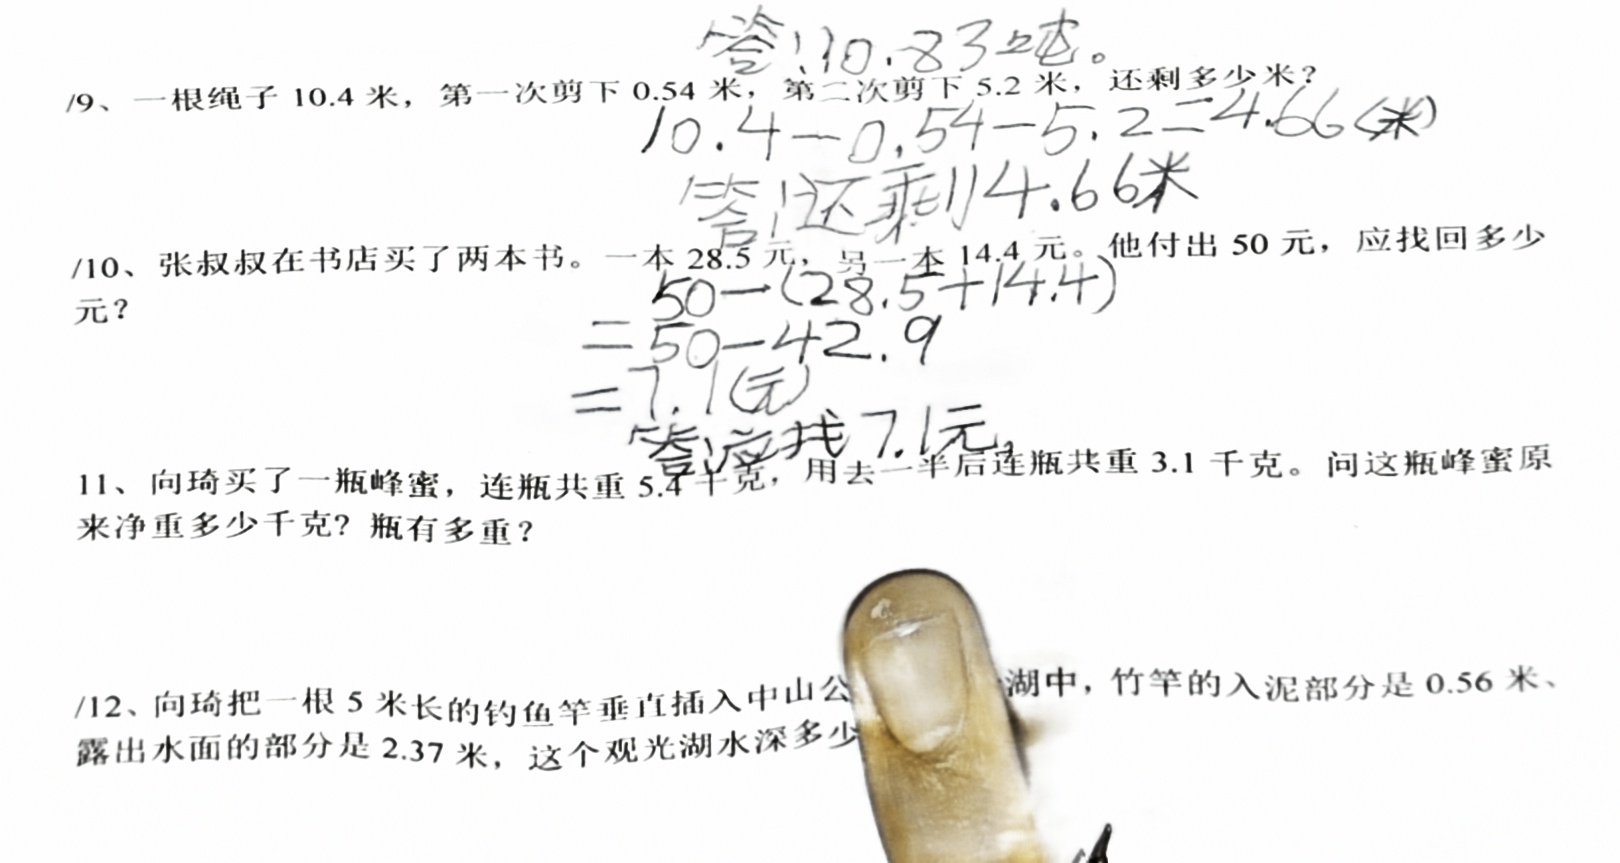 答:10.83吨。
/9、一根绳子 10.4 米，第一次剪下 0.54 米，第二次剪下 5.2 米，还剩多少米？
10.4-0.54-5.2=4.66(米)
答:还剩4.66米
/10、张叔叔在书店买了两本书。一本 28.5 元，另一本 14.4 元。他付出 50 元，应找回多少
元？
50-(28.5+14.4)
=50-42.9
=7.1(元)
答:应找7.1元。
11、向琦买了一瓶蜂蜜，连瓶共重 5.4 千克，用去一半后连瓶共重 3.1 千克。问这瓶蜂蜜原
来净重多少千克？瓶有多重？
/12、向琦把一根 5 米长的钓鱼竿垂直插入中山公 湖中，竹竿的入泥部分是 0.56 米、
露出水面的部分是 2.37 米，这个观光湖水深多少